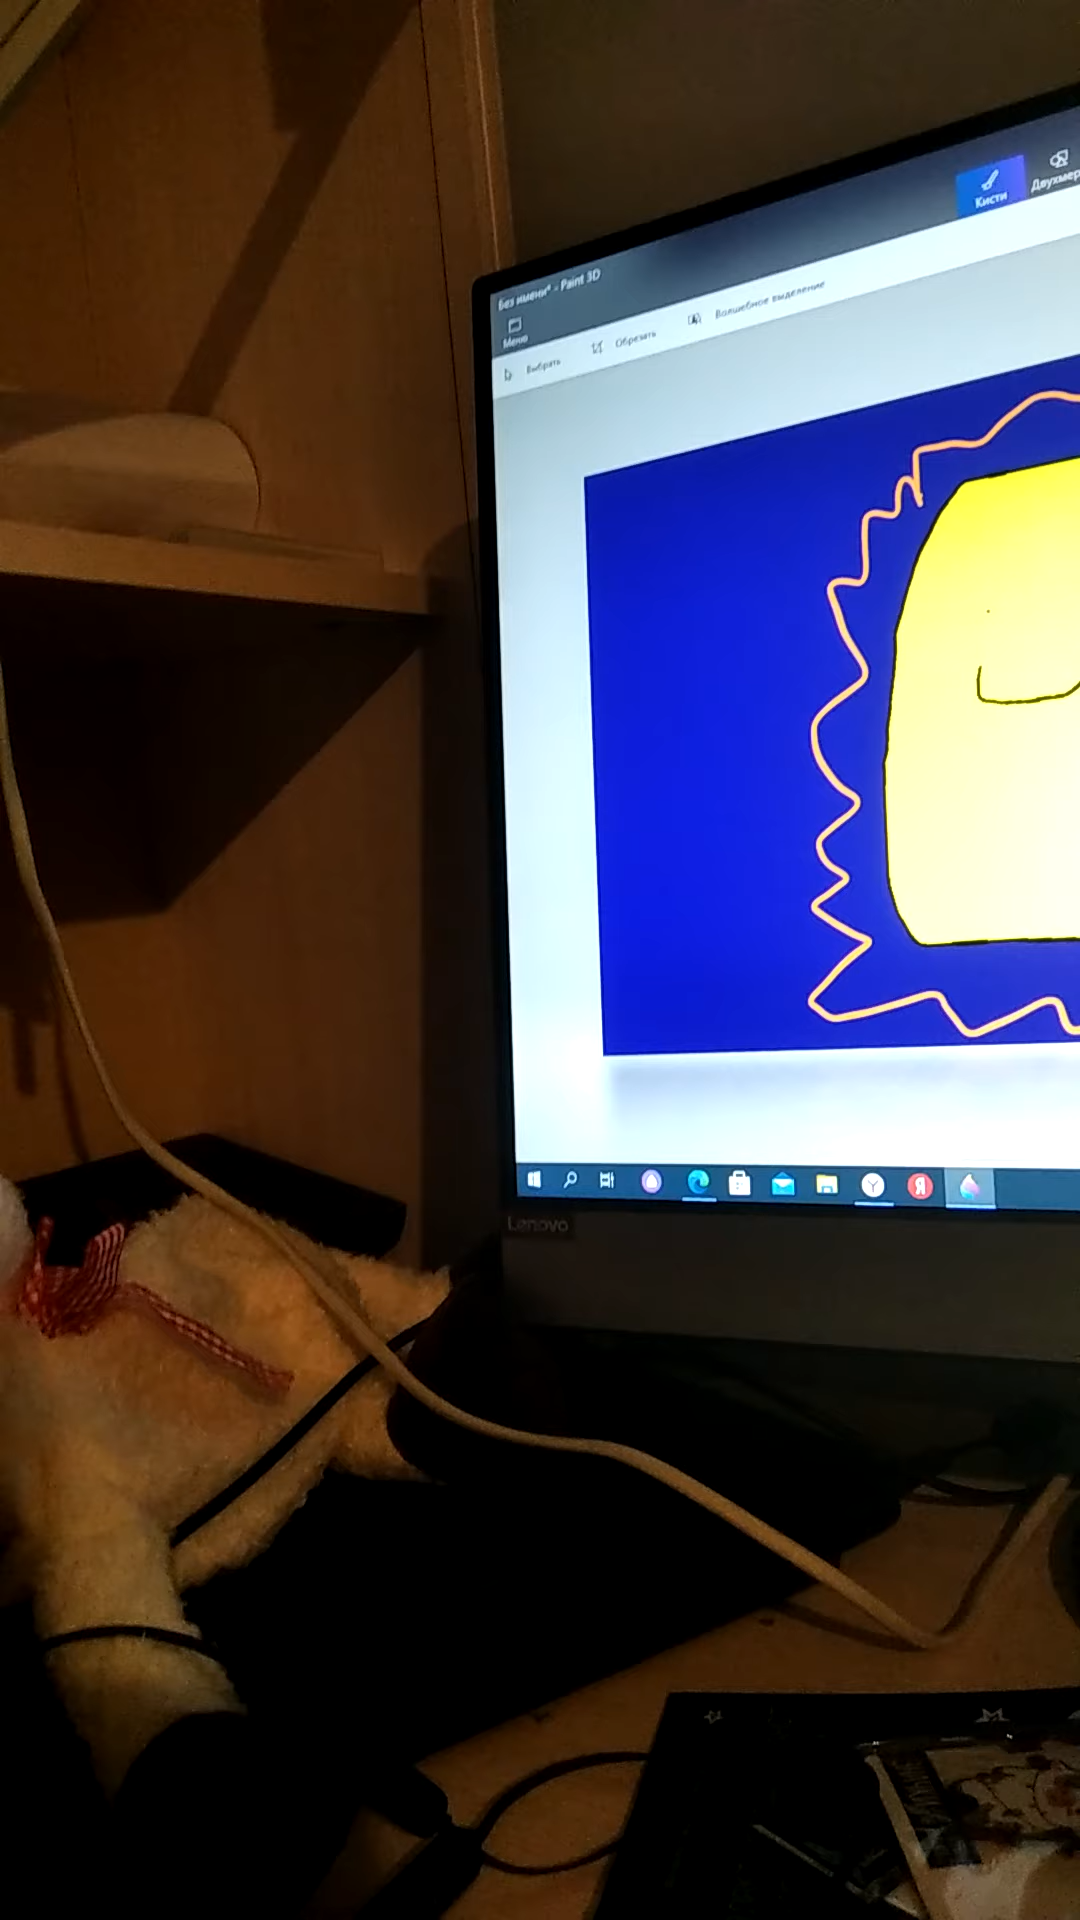 Кисти
Двухмер
Без имени* - Paint 3D
Меню
Выбрать
Обрезать
Волшебное выделение
Я
Lenovo